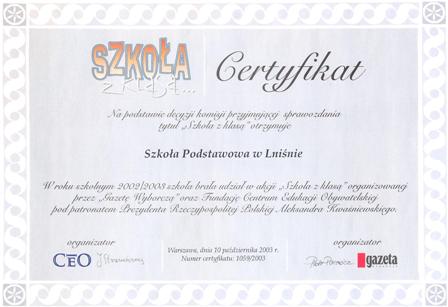 SZKOŁA
z klasą...
Certyfikat
Na podstawie decyzji komisji przyjmującej sprawozdania
tytuł „Szkoła z klasą” otrzymuje
Szkoła Podstawowa w Lniśnie
W roku szkolnym 2002/2003 szkoła brała udział w akcji „Szkoła z klasą” organizowanej
przez „Gazetę Wyborczą” oraz Fundację Centrum Edukacji Obywatelskiej
pod patronatem Prezydenta Rzeczypospolitej Polskiej Aleksandra Kwaśniewskiego.
organizator
CEO
Warszawa, dnia 10 października 2003 r.
Numer certyfikatu: 1059/2003
organizator
gazeta